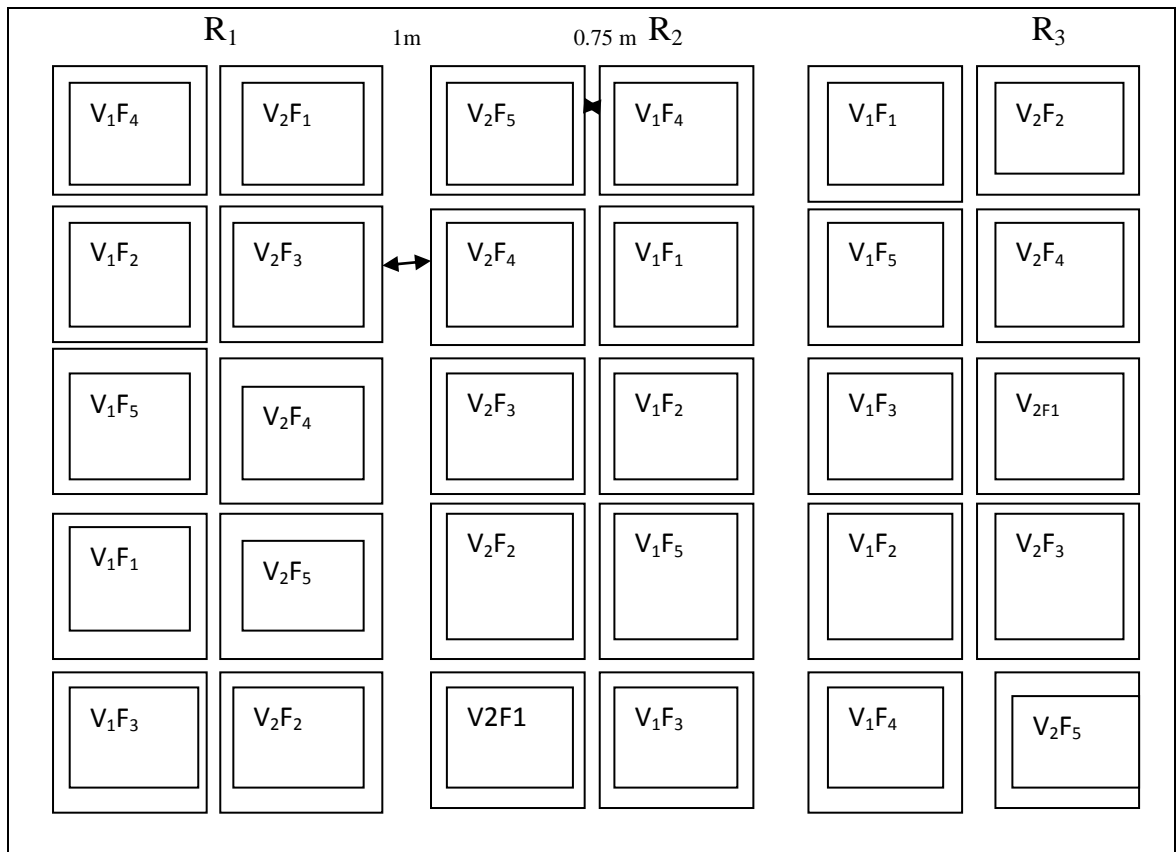 R₁ 1m 0.75 m R₂ R₃
V₁F₄ V₂F₁ V₂F₅ V₁F₄ V₁F₁ V₂F₂
V₁F₂ V₂F₃ V₂F₄ V₁F₁ V₁F₅ V₂F₄
V₁F₅ V₂F₄ V₂F₃ V₁F₂ V₁F₃ V₂F1
V₁F₁ V₂F₅ V₂F₂ V₁F₅ V₁F₂ V₂F₃
V₁F₃ V₂F₂ V2F1 V₁F₃ V₁F₄ V₂F₅